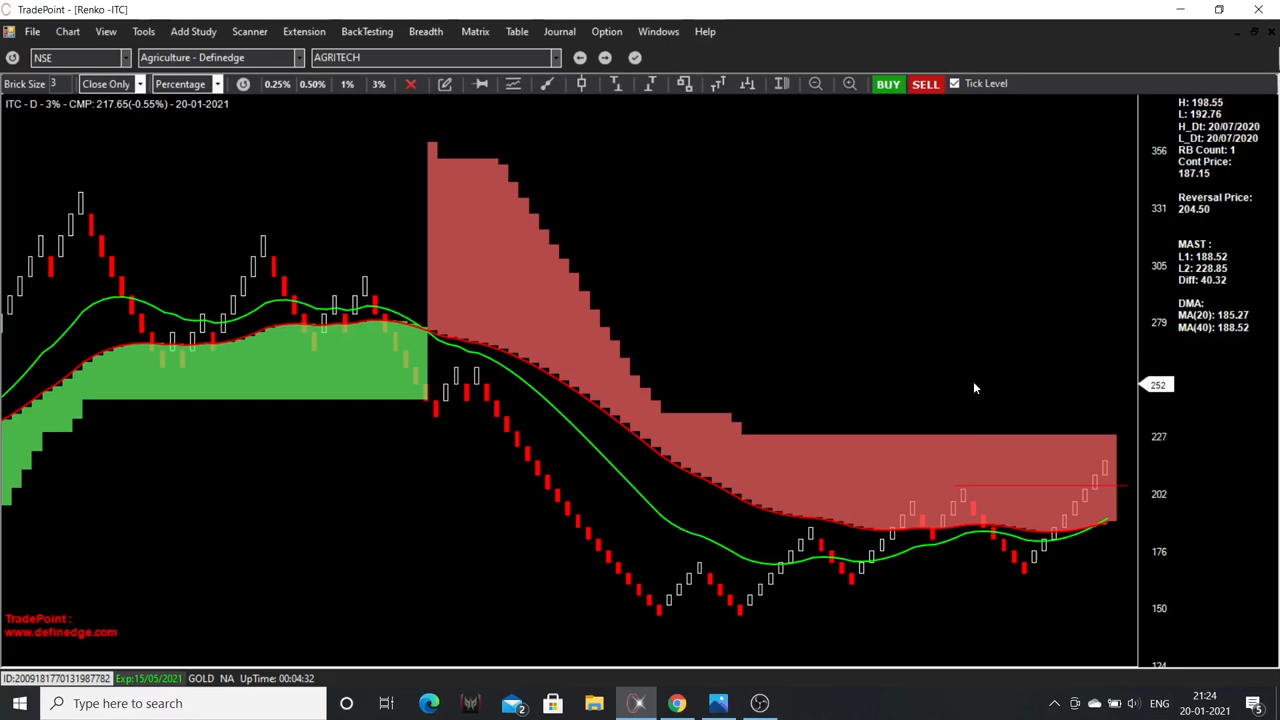 TradePoint - [Renko -ITC]
File Chart View Tools Add Study Scanner Extension BackTesting Breadth Matrix Table Journal Option Windows Help
NSE Agriculture - Definedge AGRITECH
Brick Size 3 Close Only Percentage 0.25% 0.50% 1% 3% BUY SELL Tick Level
ITC - D - 3% - CMP: 217.65(-0.55%) - 20-01-2021
H: 198.55
L: 192.76
H_Dt: 20/07/2020
L_Dt: 20/07/2020
RB Count: 1
Cont Price:
187.15
Reversal Price:
204.50
MAST :
L1: 188.52
L2: 228.85
Diff: 40.32
DMA:
MA(20): 185.27
MA(40): 188.52
356
331
305
279
252
227
202
176
150
124
TradePoint :
www.definedge.com
ID:2009181770131987782 Exp:15/05/2021 GOLD NA UpTime: 00:04:32
Type here to search
2
ENG
21:24
20-01-2021
5